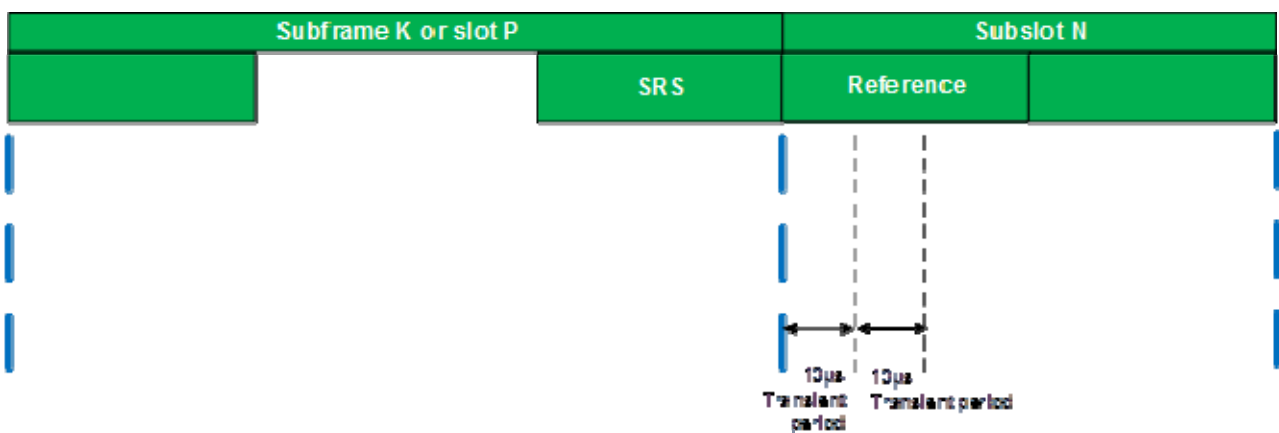 Subframe K or slot P
Subslot N
SRS
Reference
10µs
Transient
period
10µs
Transient period